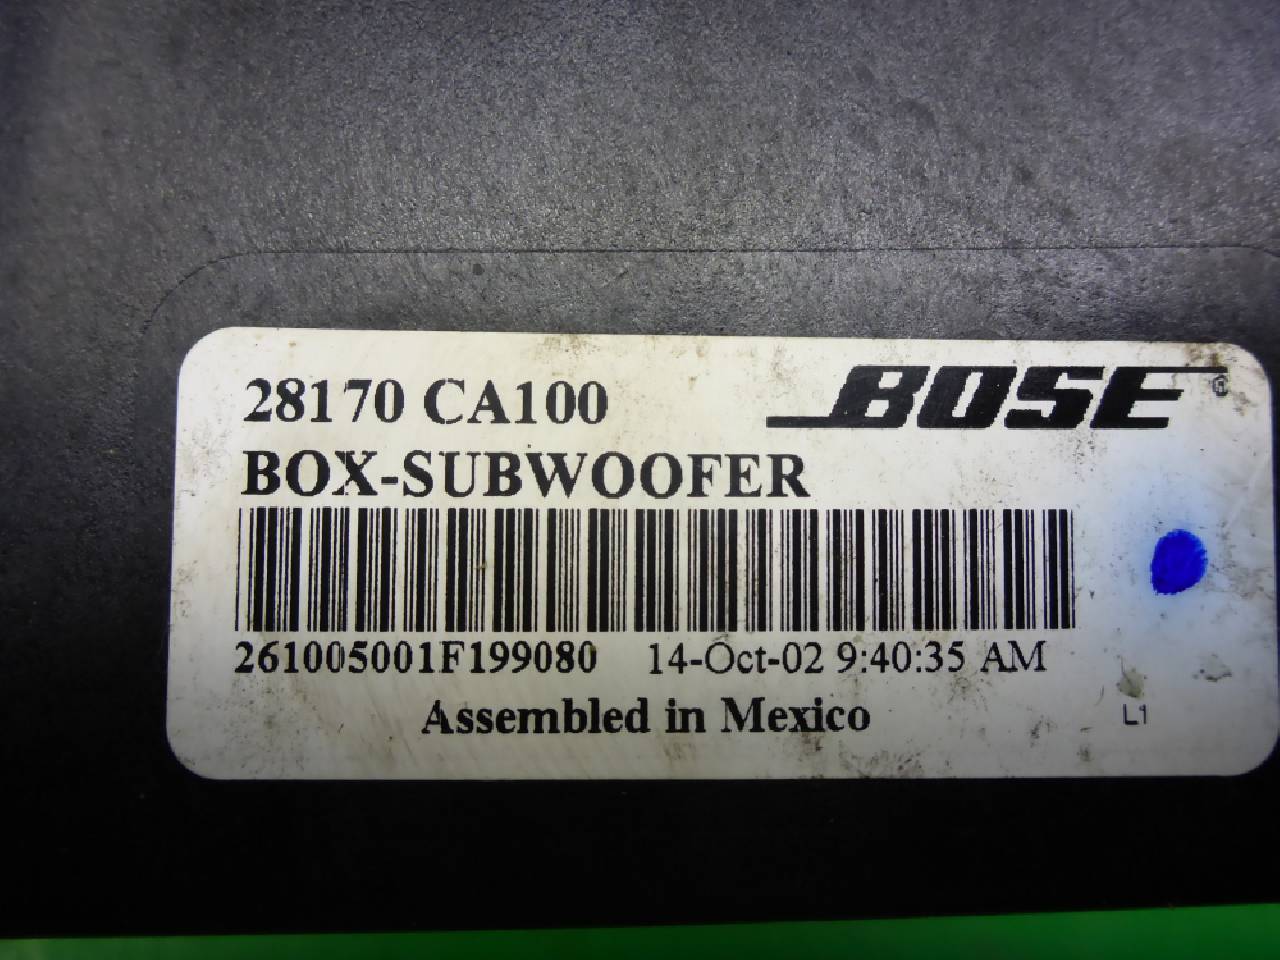 28170 CA100
BOSE®
BOX-SUBWOOFER
261005001F199080 14-Oct-02 9:40:35 AM
Assembled in Mexico
L1